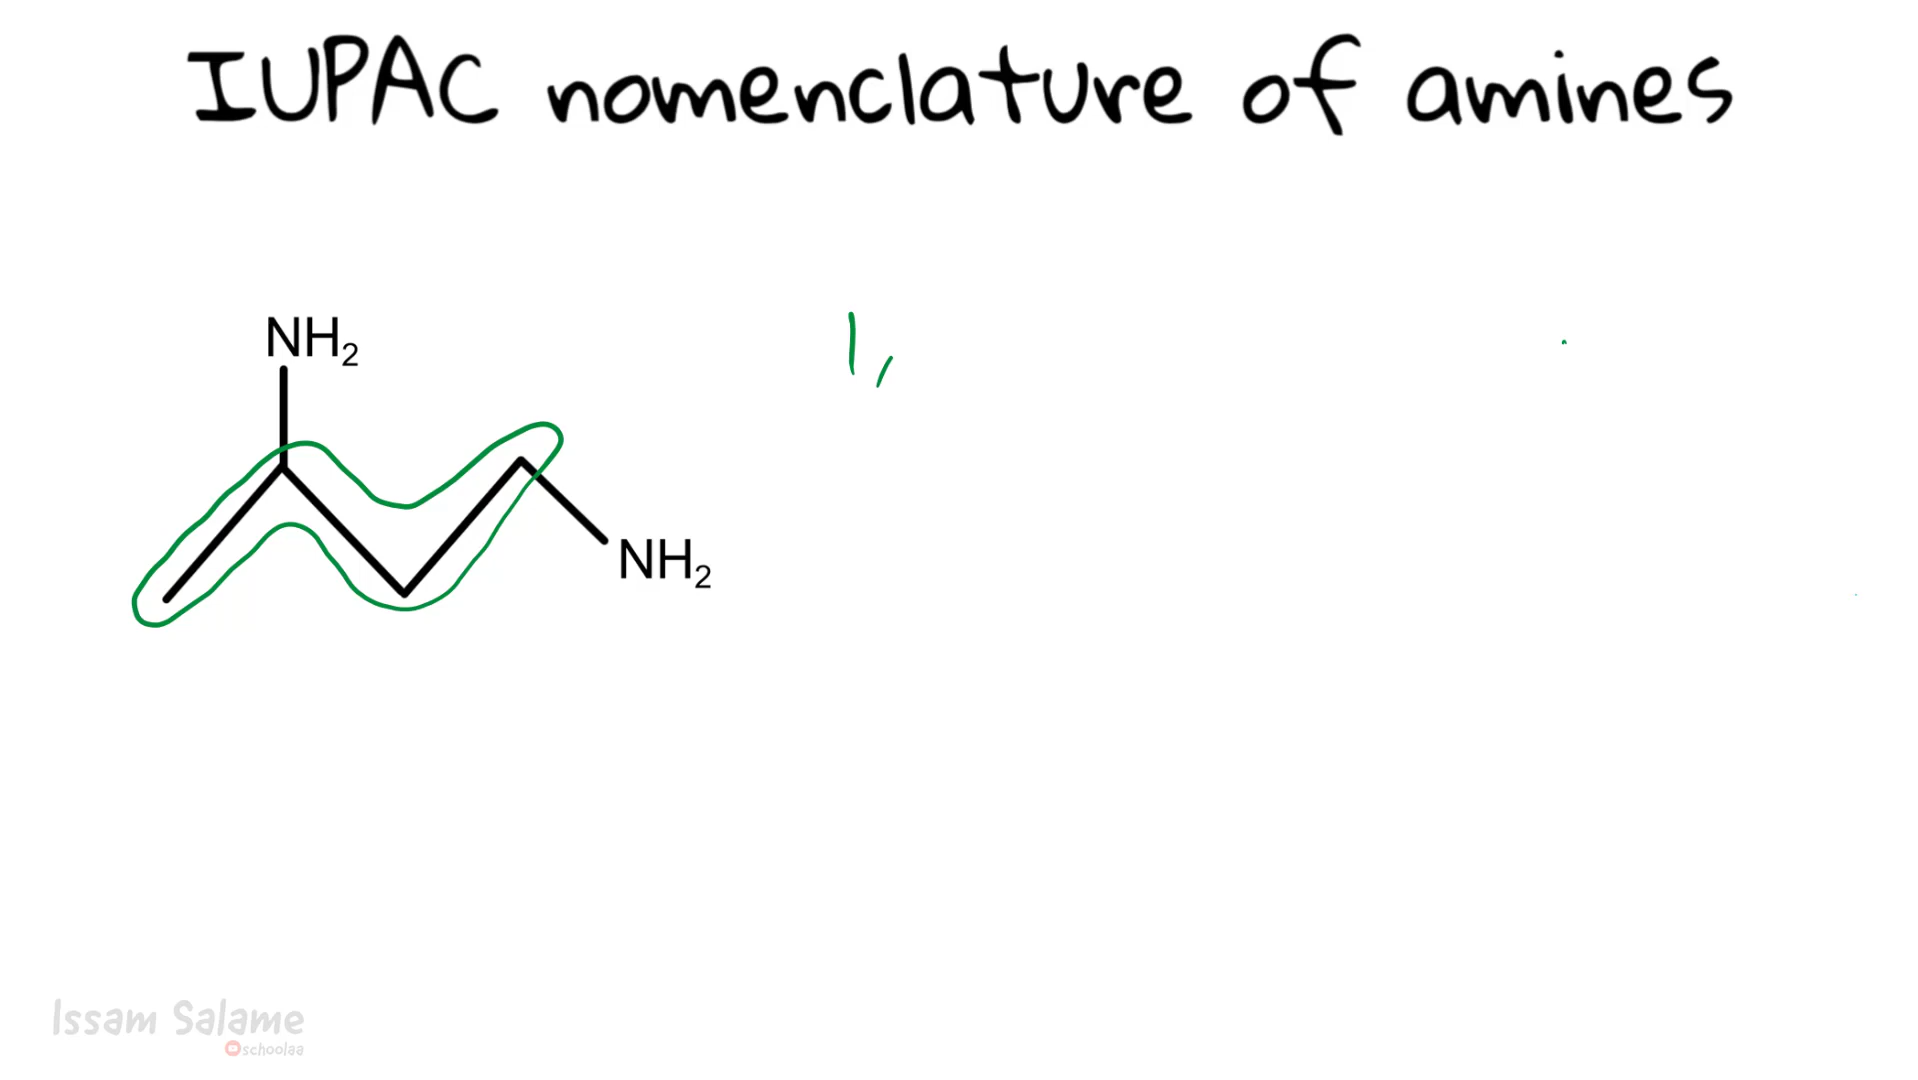 IUPAC nomenclature of amines
NH₂
1,
NH₂
Issam Salame
schoolaa